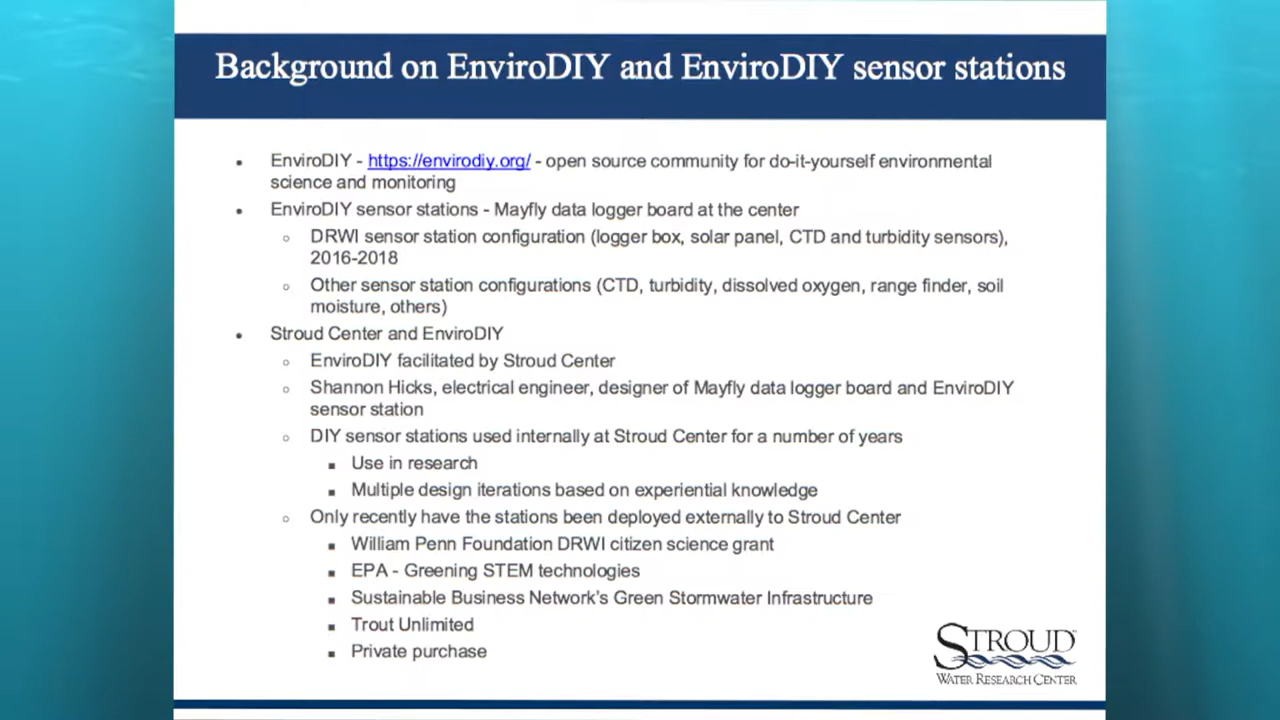 Background on EnviroDIY and EnviroDIY sensor stations
• EnviroDIY - https://envirodiy.org/ - open source community for do-it-yourself environmental
science and monitoring
• EnviroDIY sensor stations - Mayfly data logger board at the center
○ DRWI sensor station configuration (logger box, solar panel, CTD and turbidity sensors),
2016-2018
○ Other sensor station configurations (CTD, turbidity, dissolved oxygen, range finder, soil
moisture, others)
• Stroud Center and EnviroDIY
○ EnviroDIY facilitated by Stroud Center
○ Shannon Hicks, electrical engineer, designer of Mayfly data logger board and EnviroDIY
sensor station
○ DIY sensor stations used internally at Stroud Center for a number of years
■ Use in research
■ Multiple design iterations based on experiential knowledge
○ Only recently have the stations been deployed externally to Stroud Center
■ William Penn Foundation DRWI citizen science grant
■ EPA - Greening STEM technologies
■ Sustainable Business Network's Green Stormwater Infrastructure
■ Trout Unlimited
■ Private purchase
STROUD
WATER RESEARCH CENTER